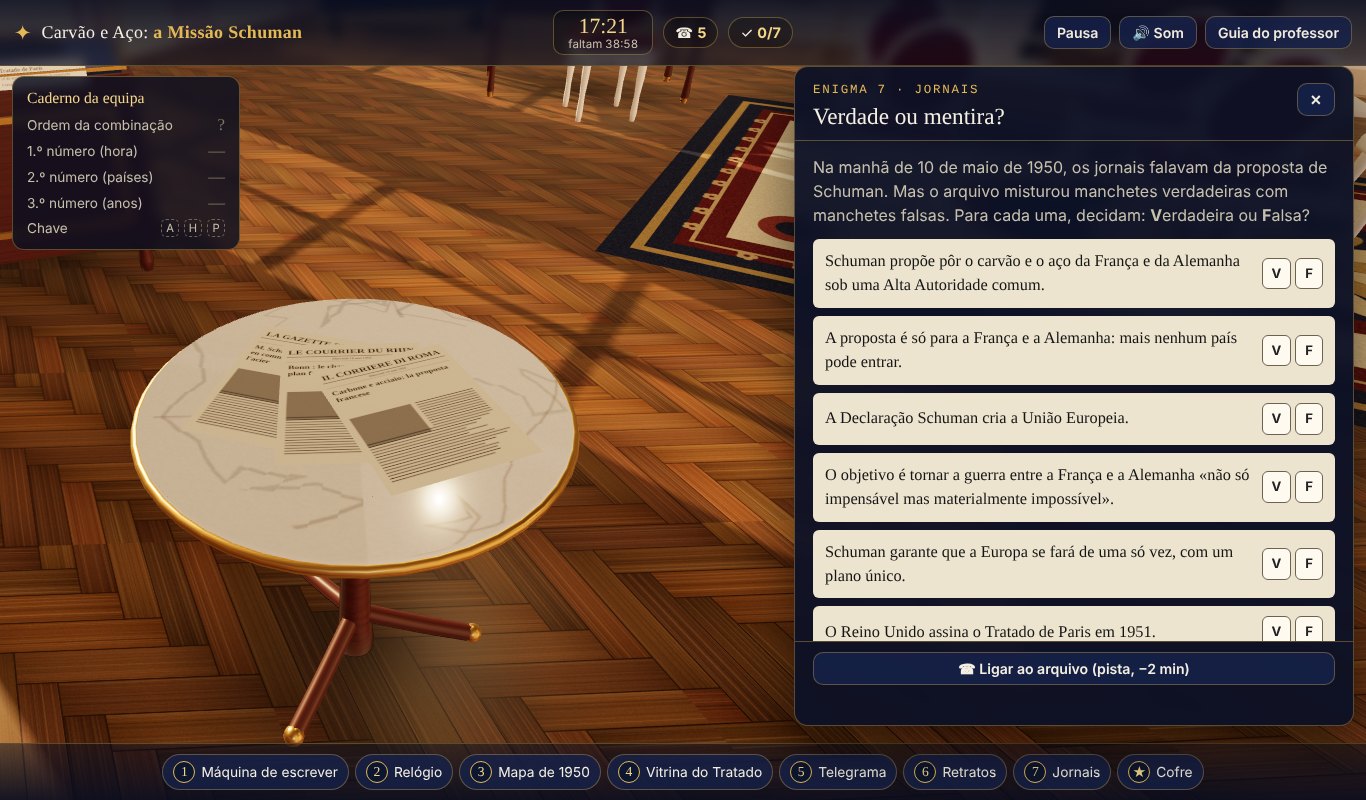 ✦ Carvão e Aço: a Missão Schuman
17:21
faltam 38:58
☎ 5
✓ 0/7
Pausa
🔊 Som
Guia do professor
Caderno da equipa
Ordem da combinação ?
1.º número (hora) —
2.º número (países) —
3.º número (anos) —
Chave A H P
ENIGMA 7 · JORNAIS
Verdade ou mentira?
✕
Na manhã de 10 de maio de 1950, os jornais falavam da proposta de
Schuman. Mas o arquivo misturou manchetes verdadeiras com
manchetes falsas. Para cada uma, decidam: Verdadeira ou Falsa?
Schuman propõe pôr o carvão e o aço da França e da Alemanha
sob uma Alta Autoridade comum.
V F
A proposta é só para a França e a Alemanha: mais nenhum país
pode entrar.
V F
A Declaração Schuman cria a União Europeia.
V F
O objetivo é tornar a guerra entre a França e a Alemanha «não só
impensável mas materialmente impossível».
V F
Schuman garante que a Europa se fará de uma só vez, com um
plano único.
V F
O Reino Unido assina o Tratado de Paris em 1951.
V F
☎ Ligar ao arquivo (pista, −2 min)
LA GAZETTE
M. Sch
en comm
l'acier
LE COURRIER DU RHIN
Bonn : le
plan
IL CORRIERE DI ROMA
Carbone e acciaio: la proposta
francese
1 Máquina de escrever
2 Relógio
3 Mapa de 1950
4 Vitrina do Tratado
5 Telegrama
6 Retratos
7 Jornais
★ Cofre